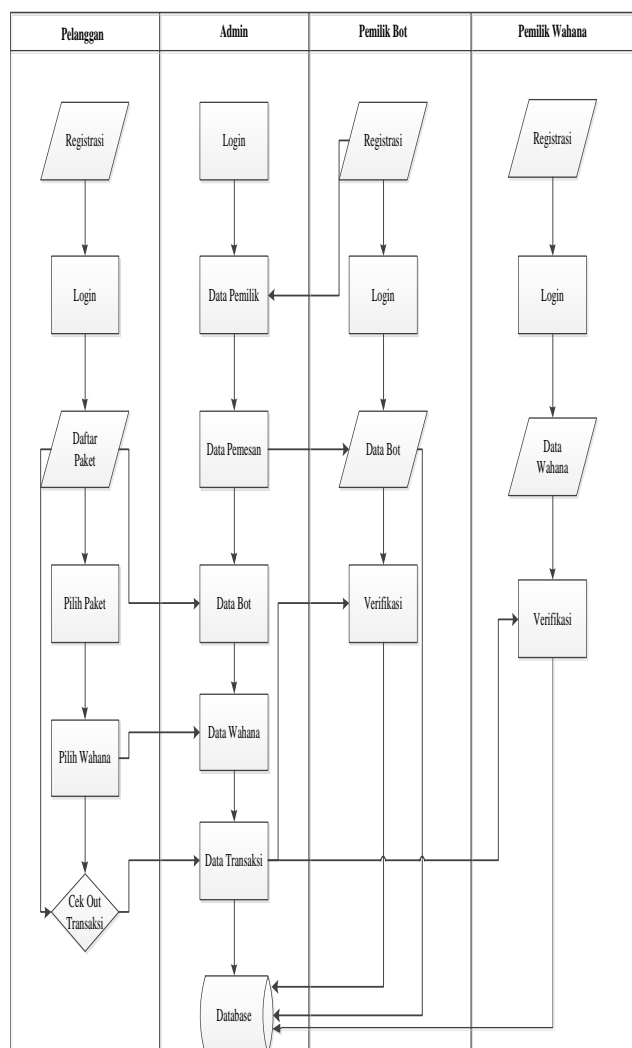 Pelanggan
Admin
Pemilik Bot
Pemilik Wahana
Registrasi
Login
Registrasi
Registrasi
Login
Data Pemilik
Login
Login
Daftar
Paket
Data Pemesan
Data Bot
Data
Wahana
Pilih Paket
Data Bot
Verifikasi
Verifikasi
Pilih Wahana
Data Wahana
Data Transaksi
Cek Out
Transaksi
Database